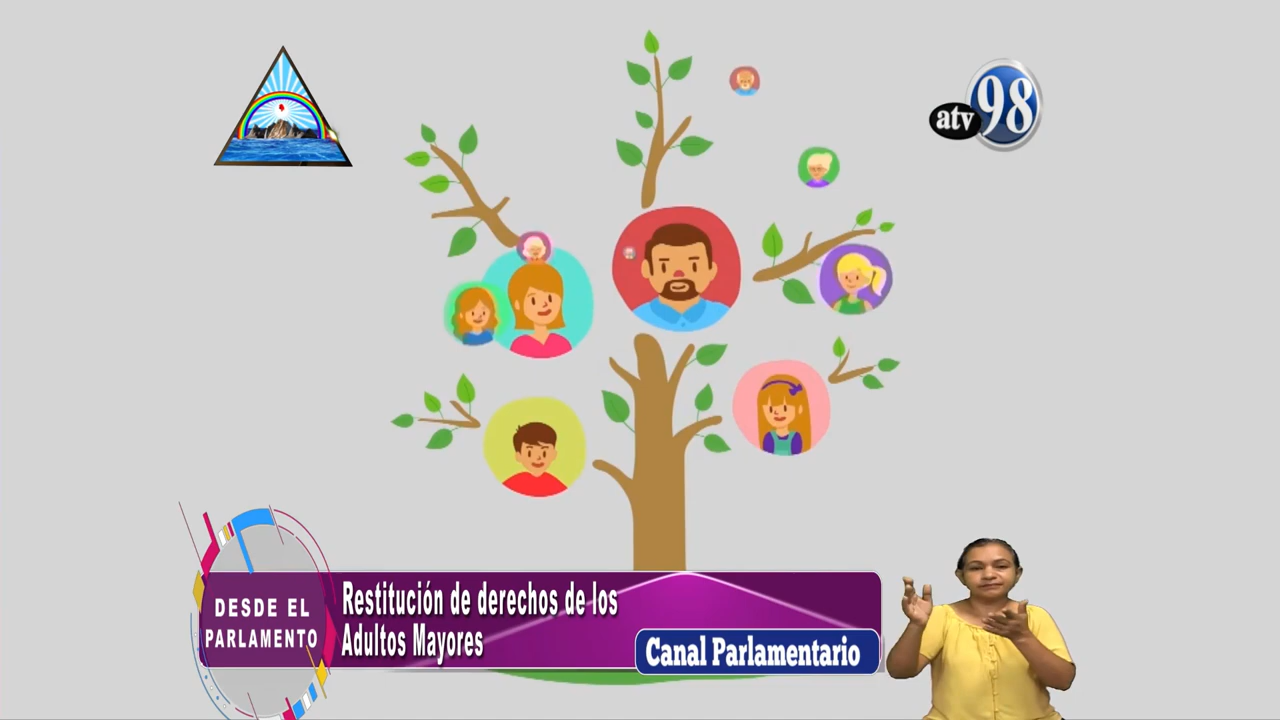 atv 98
DESDE EL
PARLAMENTO
Restitución de derechos de los
Adultos Mayores
Canal Parlamentario